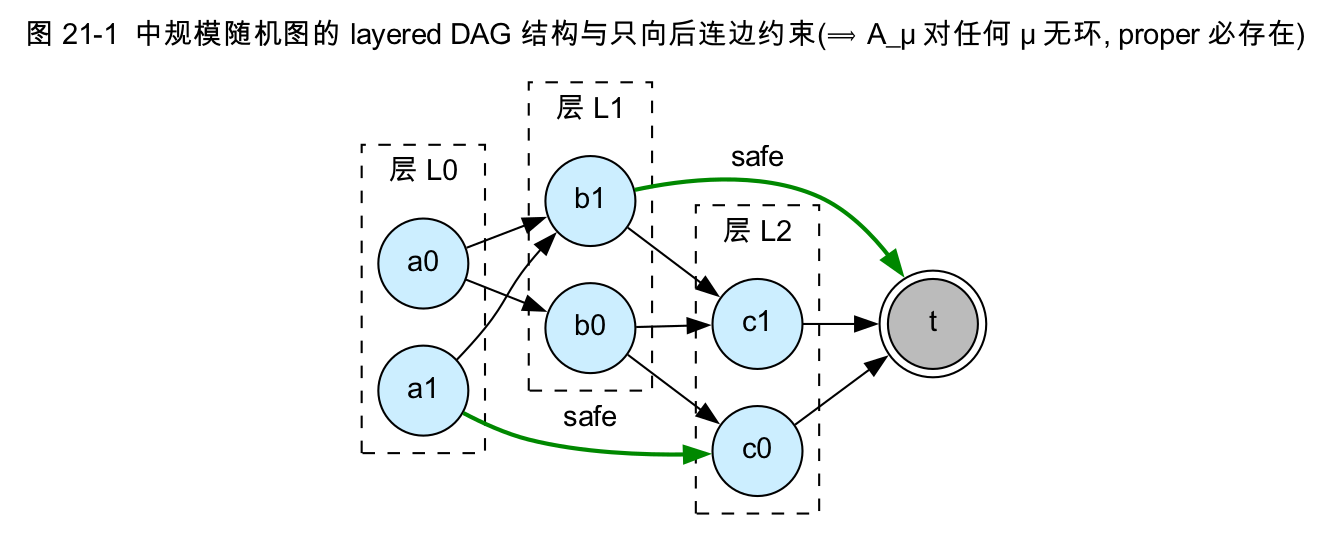 图 21-1 中规模随机图的 layered DAG 结构与只向后连边约束(⟹ A_μ 对任何 μ 无环, proper 必存在)
层 L1
层 L0
safe
b1
层 L2
a0
c1
t
b0
a1
safe
c0